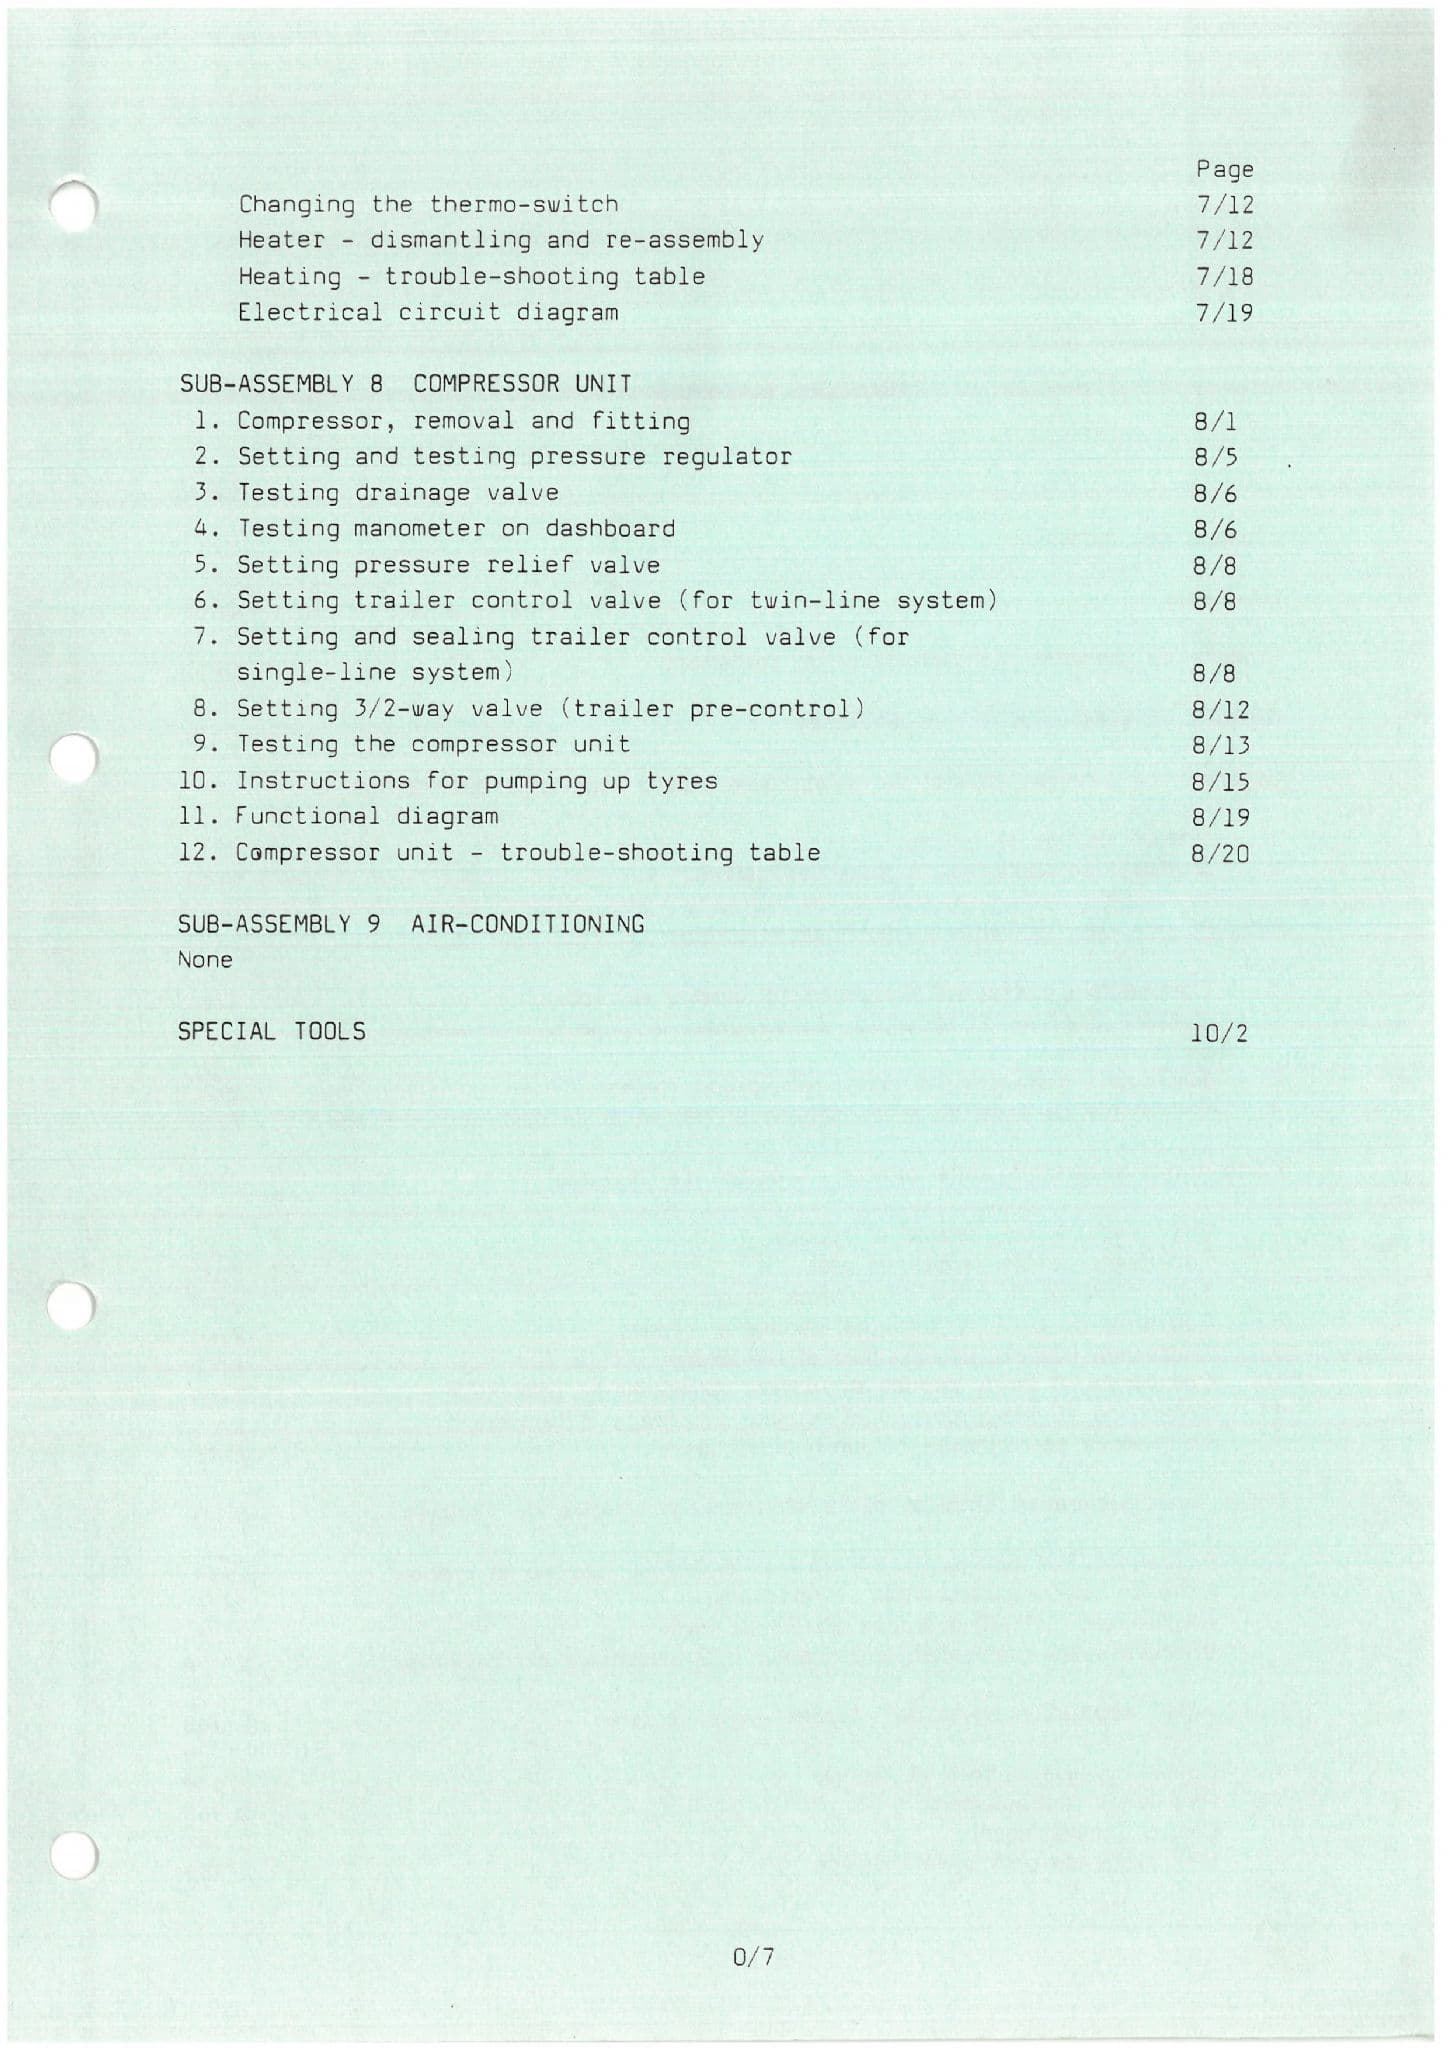 Page
Changing the thermo-switch 7/12
Heater - dismantling and re-assembly 7/12
Heating - trouble-shooting table 7/18
Electrical circuit diagram 7/19
SUB-ASSEMBLY 8 COMPRESSOR UNIT
1. Compressor, removal and fitting 8/1
2. Setting and testing pressure regulator 8/5
3. Testing drainage valve 8/6
4. Testing manometer on dashboard 8/6
5. Setting pressure relief valve 8/8
6. Setting trailer control valve (for twin-line system) 8/8
7. Setting and sealing trailer control valve (for
single-line system) 8/8
8. Setting 3/2-way valve (trailer pre-control) 8/12
9. Testing the compressor unit 8/13
10. Instructions for pumping up tyres 8/15
11. Functional diagram 8/19
12. Compressor unit - trouble-shooting table 8/20
SUB-ASSEMBLY 9 AIR-CONDITIONING
None
SPECIAL TOOLS 10/2
0/7